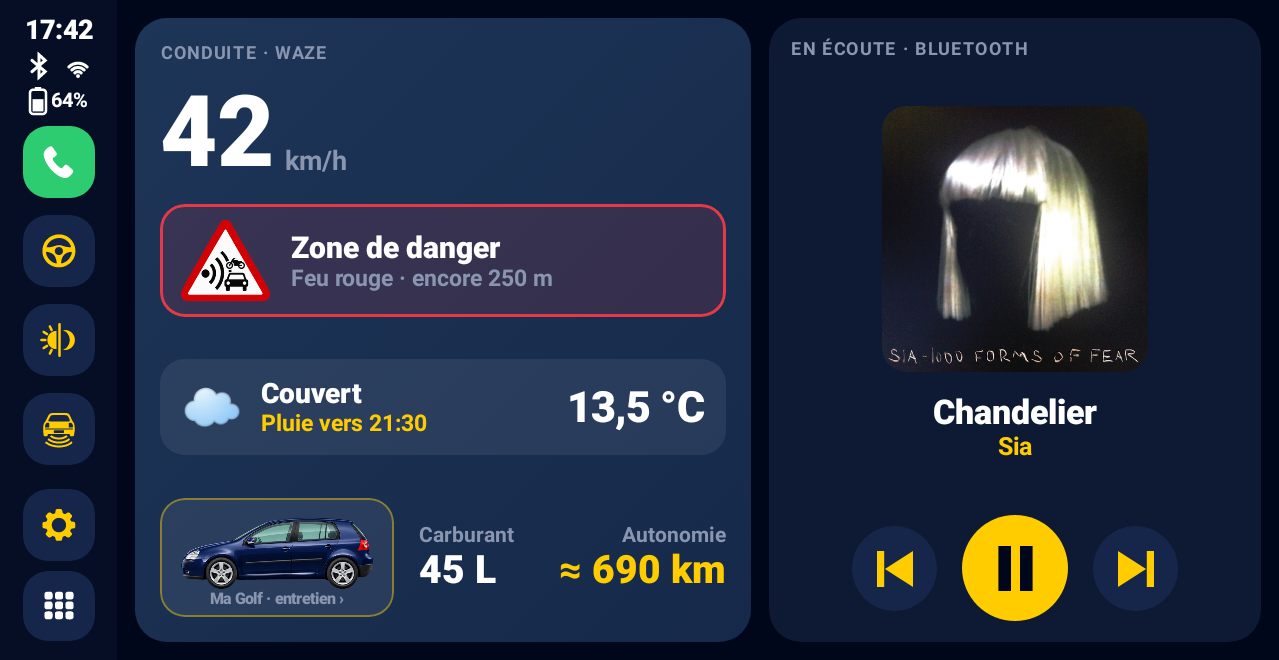 17:42
64%
CONDUITE · WAZE
42 km/h
Zone de danger
Feu rouge · encore 250 m
Couvert
Pluie vers 21:30
13,5 °C
Ma Golf · entretien ›
Carburant
45 L
Autonomie
≈ 690 km
EN ÉCOUTE · BLUETOOTH
SIA - 1000 FORMS OF FEAR
Chandelier
Sia